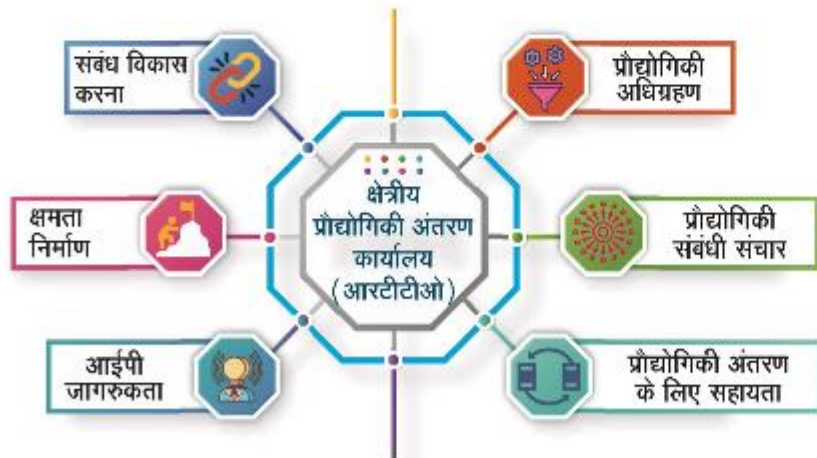 संबंध विकास
करना
प्रौद्योगिकी
अधिग्रहण
क्षमता
निर्माण
क्षेत्रीय
प्रौद्योगिकी अंतरण
कार्यालय
(आरटीटीओ)
प्रौद्योगिकी
संबंधी संचार
आईपी
जागरुकता
प्रौद्योगिकी अंतरण
के लिए सहायता